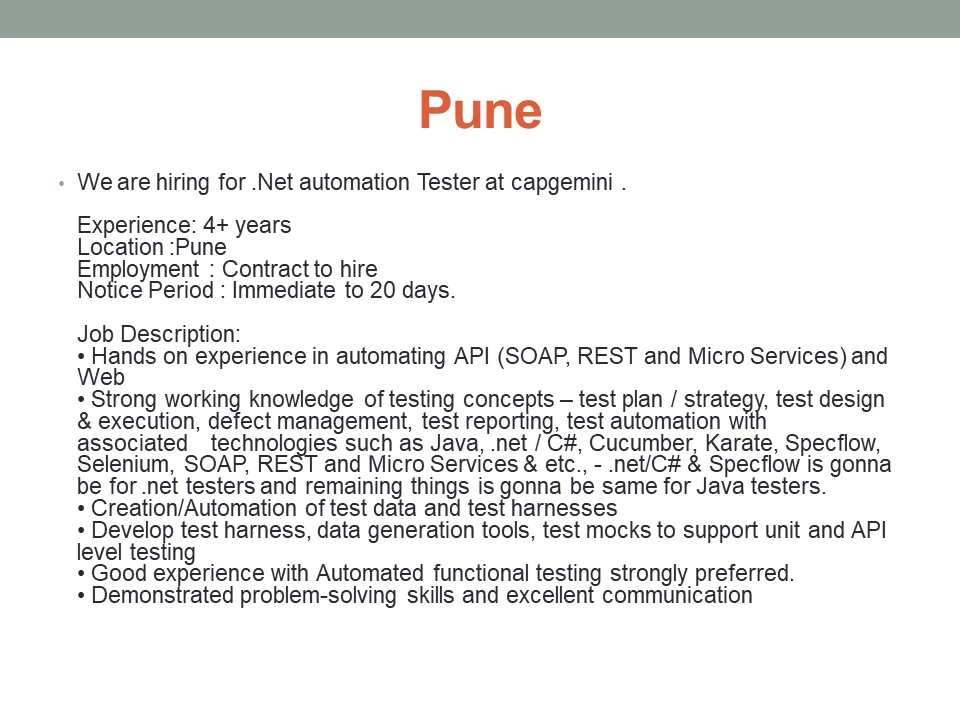 Pune
• We are hiring for .Net automation Tester at capgemini .
Experience: 4+ years
Location :Pune
Employment : Contract to hire
Notice Period : Immediate to 20 days.
Job Description:
• Hands on experience in automating API (SOAP, REST and Micro Services) and
Web
• Strong working knowledge of testing concepts – test plan / strategy, test design
& execution, defect management, test reporting, test automation with
associated technologies such as Java, .net / C#, Cucumber, Karate, Specflow,
Selenium, SOAP, REST and Micro Services & etc., - .net/C# & Specflow is gonna
be for .net testers and remaining things is gonna be same for Java testers.
• Creation/Automation of test data and test harnesses
• Develop test harness, data generation tools, test mocks to support unit and API
level testing
• Good experience with Automated functional testing strongly preferred.
• Demonstrated problem-solving skills and excellent communication